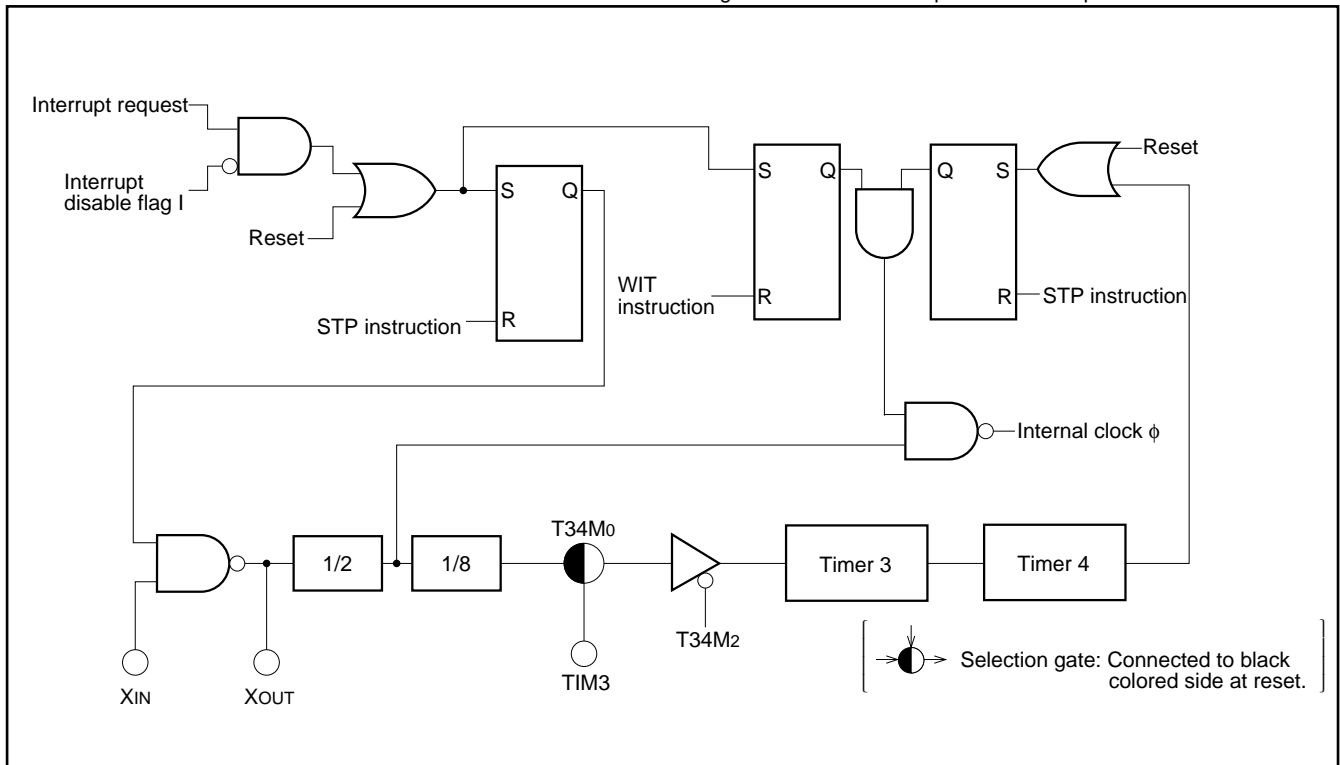 Interrupt request
Interrupt
disable flag I
Reset
S
Q
STP instruction
R
WIT
instruction
S
Q
R
Q
S
R
Reset
STP instruction
Internal clock φ
1/2
1/8
T34M0
TIM3
T34M2
Timer 3
Timer 4
XIN
XOUT
Selection gate: Connected to black
colored side at reset.